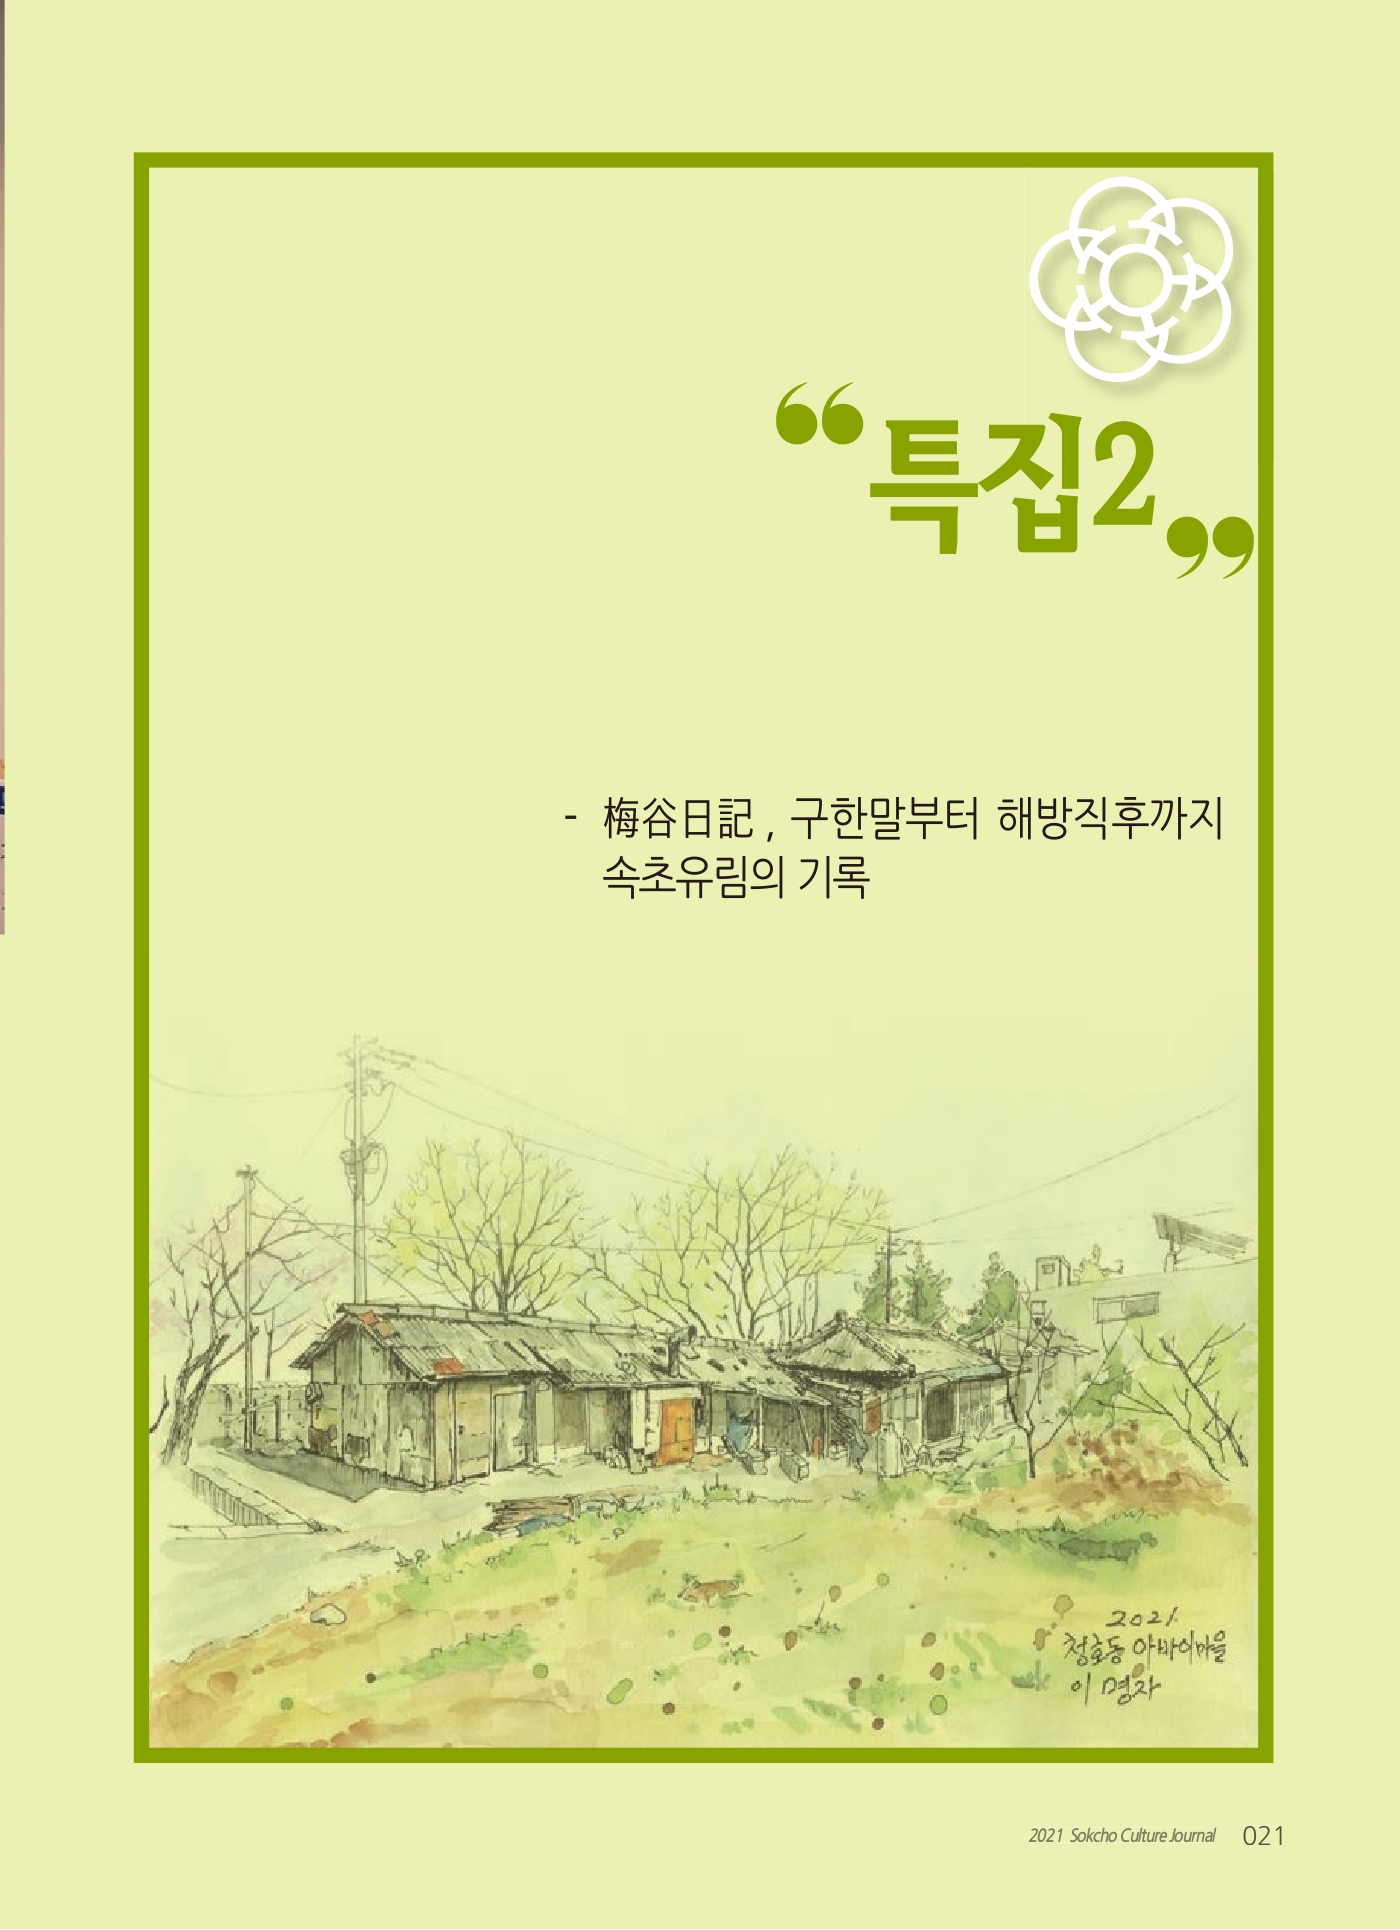 “특집2”
- 梅谷日記, 구한말부터 해방직후까지
속초유림의 기록
2021.
청호동 아바이마을
이명자
2021 Sokcho Culture Journal 021